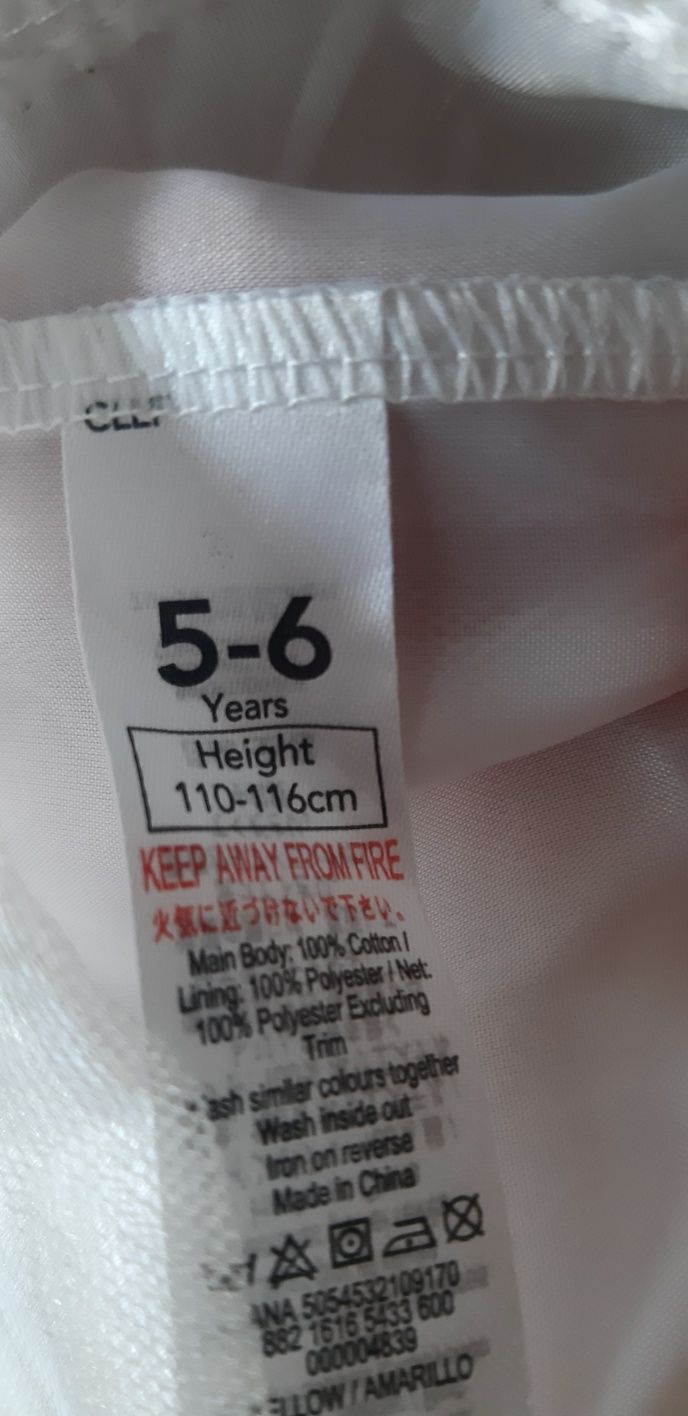 5-6
Years
Height
110-116cm
KEEP AWAY FROM FIRE
火気に近づけないで下さい。
Main Body: 100% Cotton /
Lining: 100% Polyester / Net:
100% Polyester Excluding
Trim
similar colours together
Wash inside out
Iron on reverse
Made in China
ANA 5054532109170
882 1616 5433 600
000004839
/ AMARILLO